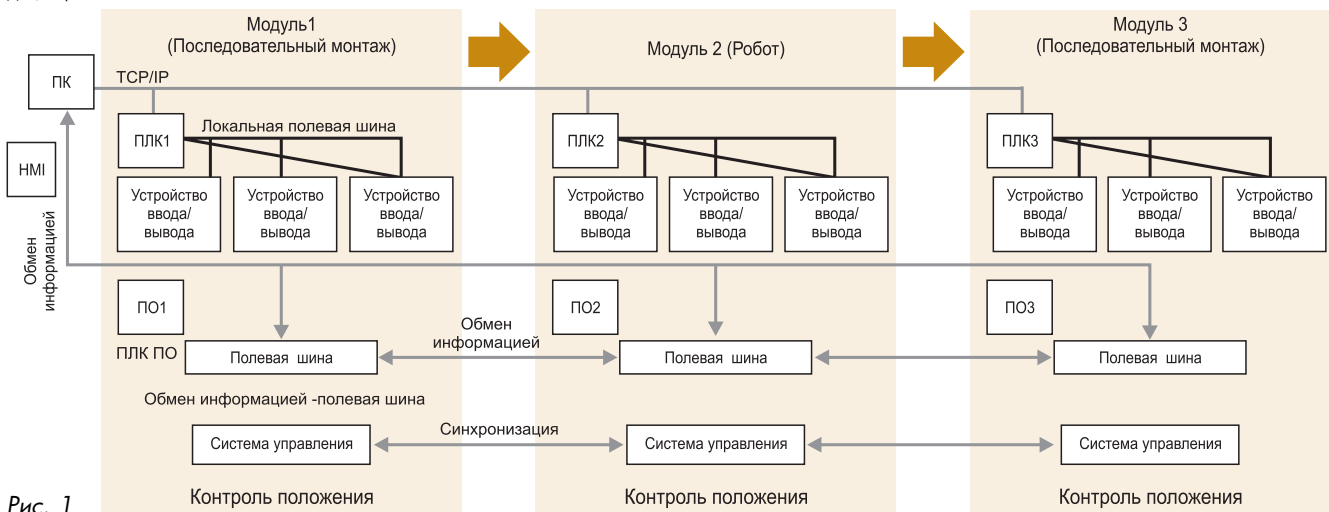 Модуль1
(Последовательный монтаж)
Модуль 2 (Робот)
Модуль 3
(Последовательный монтаж)
ПК
TCP/IP
ПЛК1
Локальная полевая шина
ПЛК2
ПЛК3
HMI
Устройство
ввода/
вывода
Устройство
ввода/
вывода
Устройство
ввода/
вывода
Устройство
ввода/
вывода
Устройство
ввода/
вывода
Устройство
ввода/
вывода
Устройство
ввода/
вывода
Устройство
ввода/
вывода
Устройство
ввода/
вывода
Обмен
информацией
ПО1
ПО2
ПО3
Обмен
информацией
ПЛК ПО
Полевая шина
Полевая шина
Полевая шина
Обмен информацией -полевая шина
Синхронизация
Система управления
Система управления
Система управления
Контроль положения
Контроль положения
Контроль положения
Рис. 1